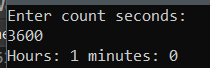 Enter count seconds:
3600
Hours: 1 minutes: 0